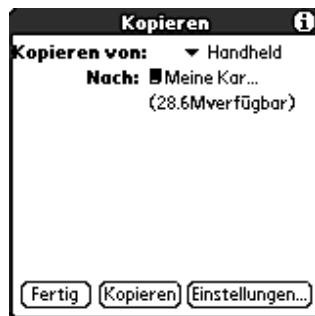 Kopieren
Kopieren von: Handheld
Nach: Meine Kar...
(28.6Mverfügbar)
Fertig Kopieren Einstellungen...